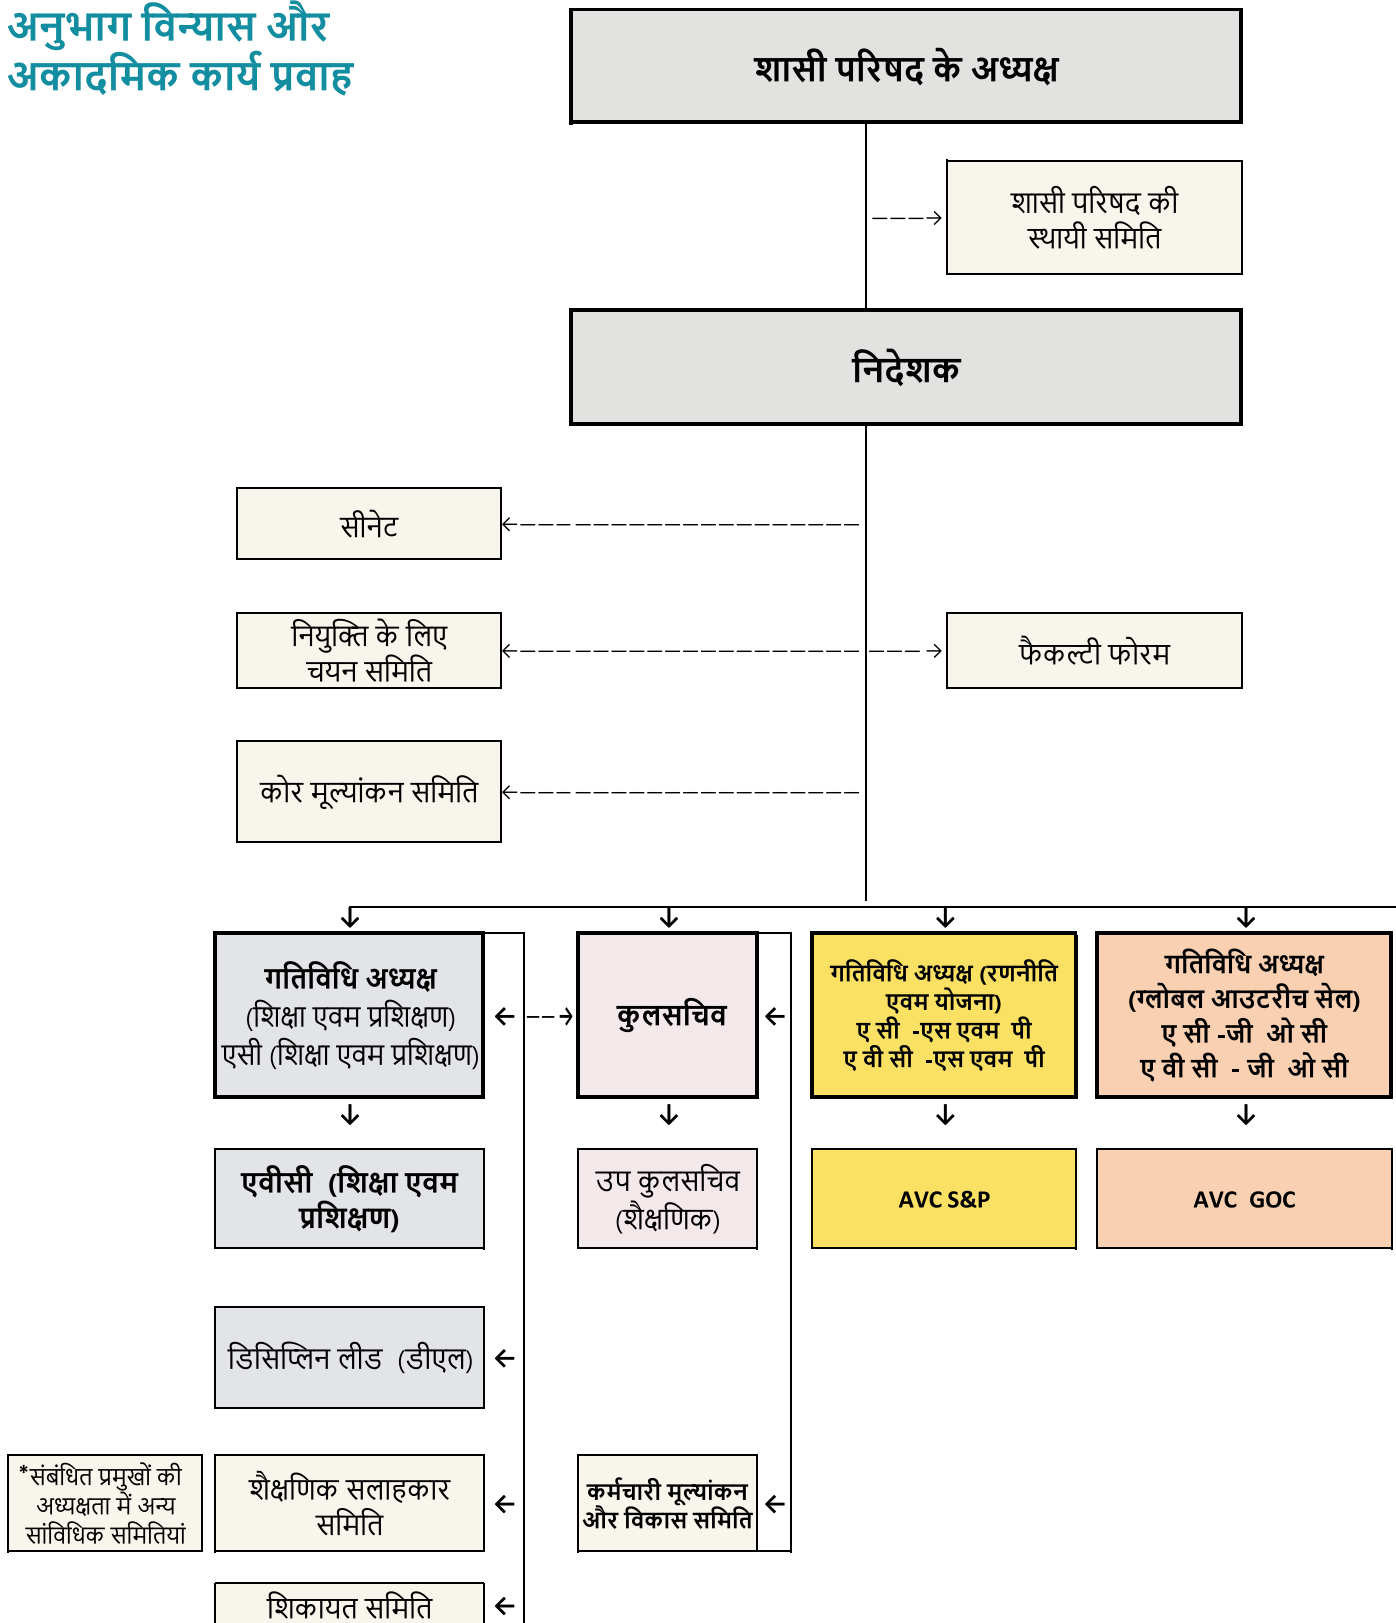 अनुभाग विन्यास और
अकादमिक कार्य प्रवाह
शासी परिषद के अध्यक्ष
शासी परिषद की
स्थायी समिति
निदेशक
सीनेट
नियुक्ति के लिए
चयन समिति
फैकल्टी फोरम
कोर मूल्यांकन समिति
गतिविधि अध्यक्ष
(शिक्षा एवम प्रशिक्षण)
एसी (शिक्षा एवम प्रशिक्षण)
कुलसचिव
गतिविधि अध्यक्ष (रणनीति
एवम योजना)
ए सी -एस एवम पी
ए वी सी -एस एवम पी
गतिविधि अध्यक्ष
(ग्लोबल आउटरीच सेल)
ए सी -जी ओ सी
ए वी सी - जी ओ सी
एवीसी (शिक्षा एवम
प्रशिक्षण)
उप कुलसचिव
(शैक्षणिक)
AVC S&P
AVC GOC
डिसिप्लिन लीड (डीएल)
*संबंधित प्रमुखों की
अध्यक्षता में अन्य
सांविधिक समितियां
शैक्षणिक सलाहकार
समिति
कर्मचारी मूल्यांकन
और विकास समिति
शिकायत समिति